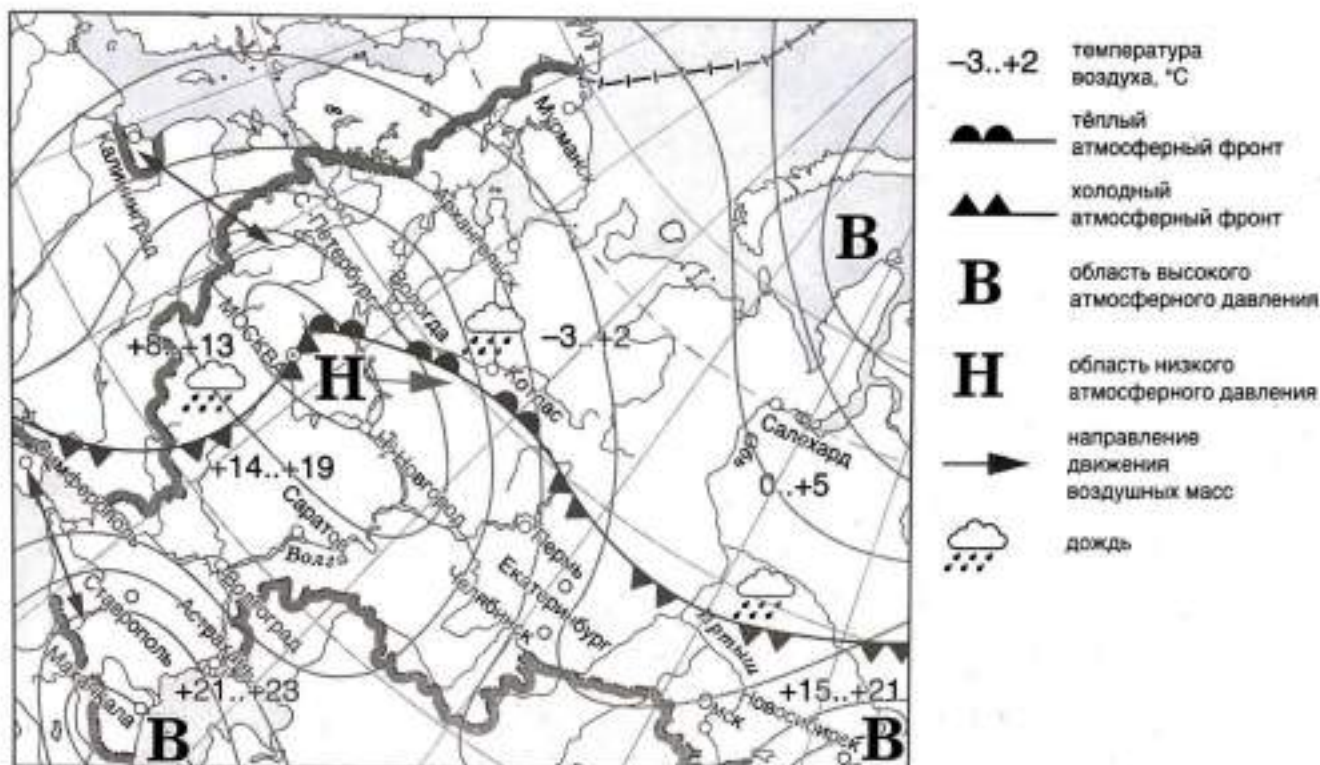 Мурманск
Калининград
Архангельск
С.-Петербург
Вологда
МОСКВА
В
+8..+13
−3..+2
Н
Котлас
Салехард
Обь
0..+5
Симферополь
+14..+19
Н.Новгород
Саратов
Волга
Пермь
Екатеринбург
Челябинск
Иртыш
Ставрополь
Астрахань
Волгоград
Махачкала
+21..+23
+15..+21
Омск
Новосибирск
В
В
−3..+2
температура
воздуха, °С
тёплый
атмосферный фронт
холодный
атмосферный фронт
В
область высокого
атмосферного давления
Н
область низкого
атмосферного давления
направление
движения
воздушных масс
дождь